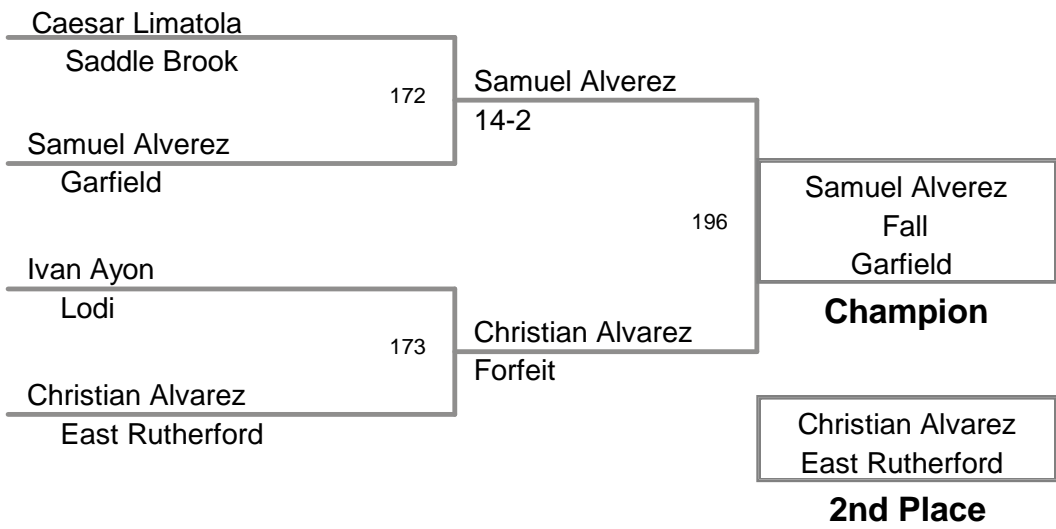 Caesar Limatola
Saddle Brook
172
Samuel Alverez
14-2
Samuel Alverez
Garfield
Samuel Alverez
Fall
Garfield
Champion
196
Ivan Ayon
Lodi
173
Christian Alvarez
Forfeit
Christian Alvarez
East Rutherford
Christian Alvarez
East Rutherford
2nd Place